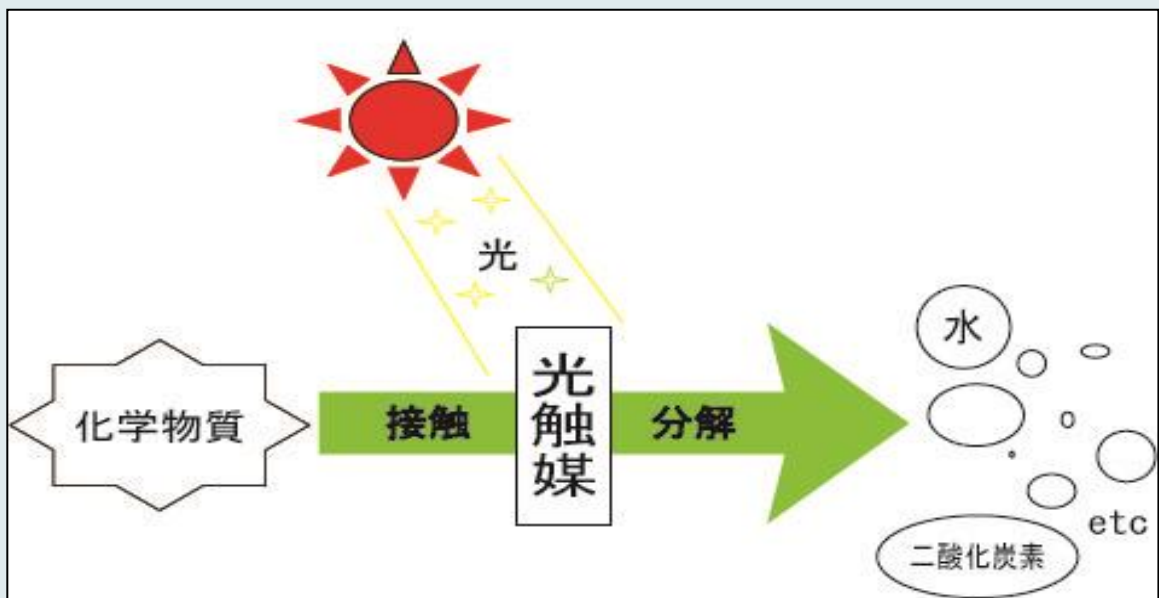 光
化学物質
接触
光触媒
分解
水
etc
二酸化炭素